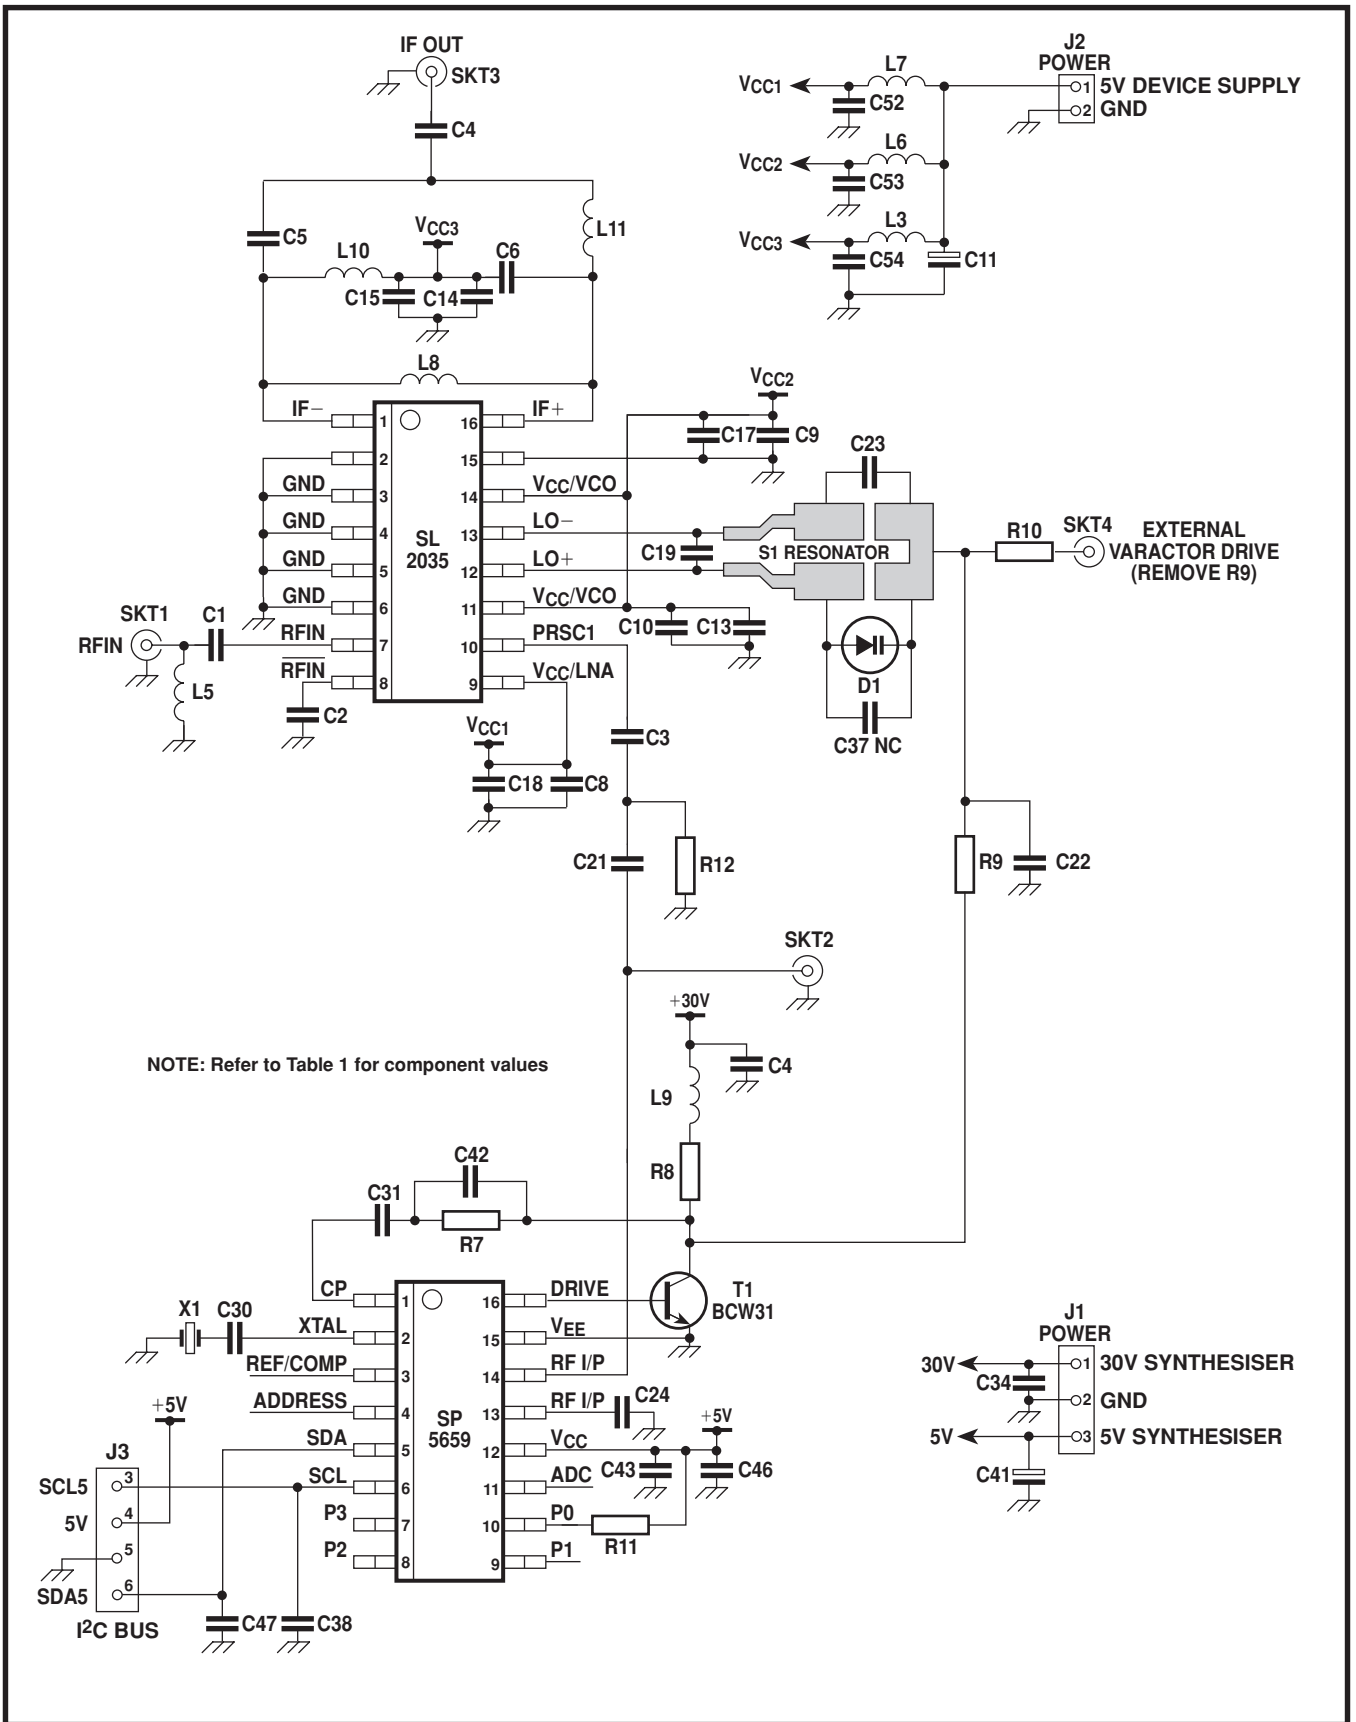 IF OUT
SKT3
C4
C5
L10
VCC3
C6
L11
C15
C14
L8
J2
POWER
VCC1
L7
1
5V DEVICE SUPPLY
C52
2
GND
VCC2
L6
C53
VCC3
L3
C54
C11
IF−
1
16
IF+
2
15
GND
3
14
VCC/VCO
GND
4
13
LO−
GND
5
12
LO+
GND
6
11
VCC/VCO
RFIN
7
10
PRSC1
RFIN
8
9
VCC/LNA
SL
2035
VCC2
C17
C9
C23
C19
S1 RESONATOR
R10
SKT4
EXTERNAL
VARACTOR DRIVE
(REMOVE R9)
C10
C13
D1
C37 NC
SKT1
RFIN
C1
L5
C2
VCC1
C18
C8
C3
C21
R12
R9
C22
SKT2
+30V
C4
L9
R8
NOTE: Refer to Table 1 for component values
C42
C31
R7
T1
BCW31
CP
1
16
DRIVE
X1
C30
XTAL
2
15
VEE
REF/COMP
3
14
RF I/P
ADDRESS
4
13
RF I/P
C24
SDA
5
12
VCC
SCL
6
11
ADC
P3
7
10
P0
P2
8
9
P1
SP
5659
+5V
C43
C46
R11
+5V
J3
SCL5
3
5V
4
5
SDA5
6
I2C BUS
C47
C38
J1
POWER
30V
1
30V SYNTHESISER
C34
2
GND
5V
3
5V SYNTHESISER
C41